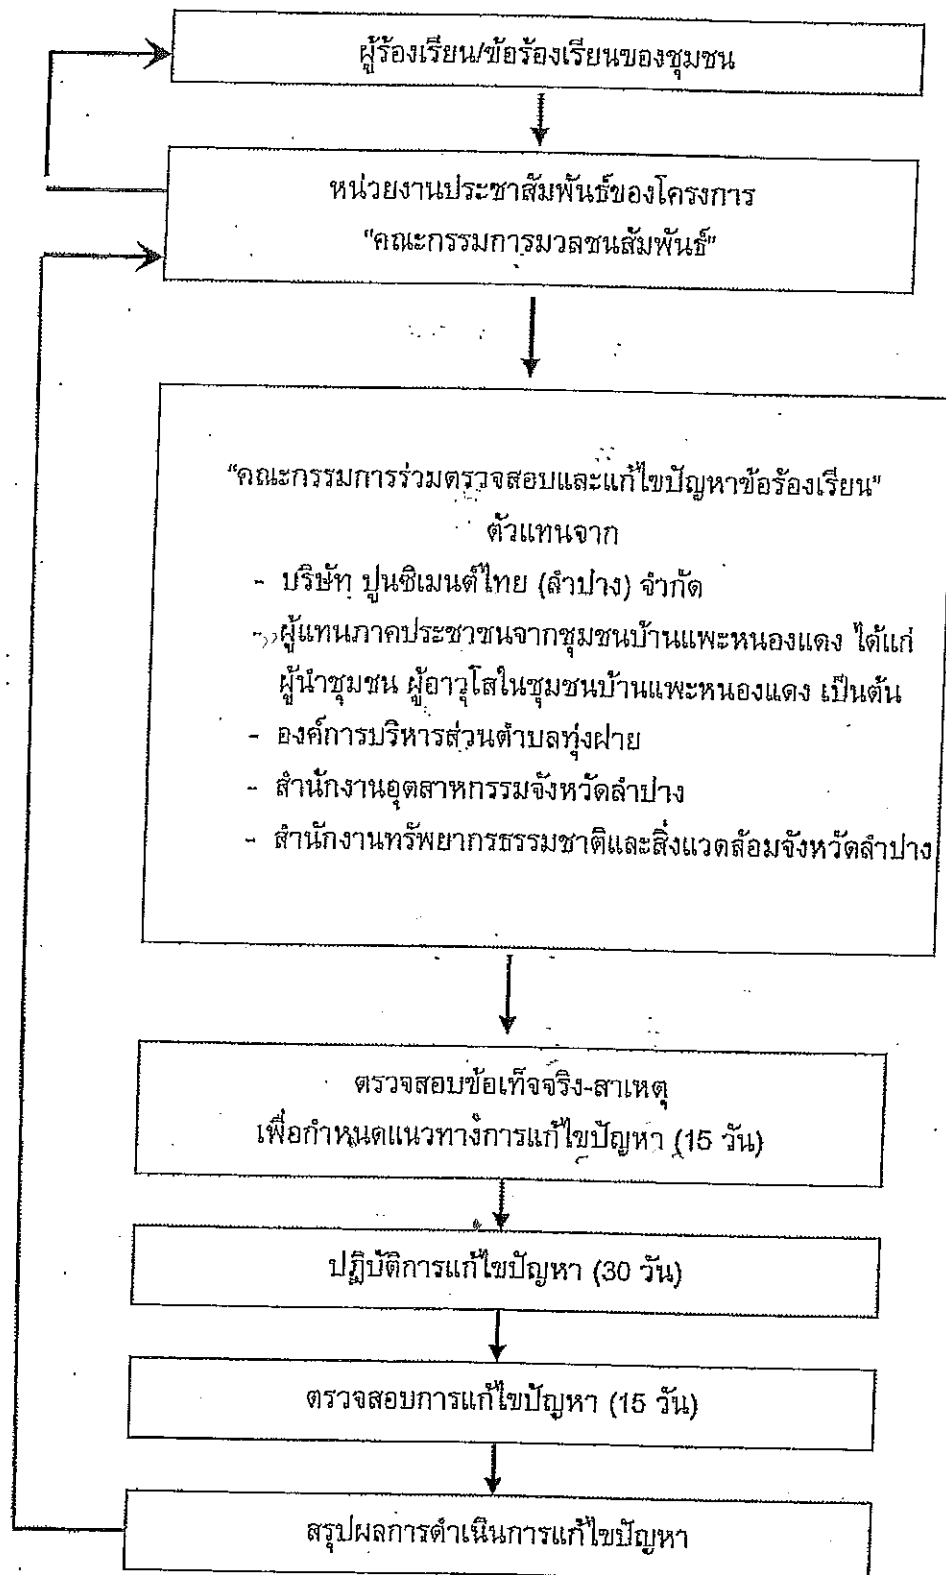 ผู้ร้องเรียน/ข้อร้องเรียนของชุมชน
หน่วยงานประชาสัมพันธ์ของโครงการ
"คณะกรรมการมวลชนสัมพันธ์"
"คณะกรรมการร่วมตรวจสอบและแก้ไขปัญหาข้อร้องเรียน"
ตัวแทนจาก
- บริษัท ปูนซิเมนต์ไทย (ลำปาง) จำกัด
- ผู้แทนภาคประชาชนจากชุมชนบ้านแพะหนองแดง ได้แก่
ผู้นำชุมชน ผู้อาวุโสในชุมชนบ้านแพะหนองแดง เป็นต้น
- องค์การบริหารส่วนตำบลทุ่งฝาย
- สำนักงานอุตสาหกรรมจังหวัดลำปาง
- สำนักงานทรัพยากรธรรมชาติและสิ่งแวดล้อมจังหวัดลำปาง
ตรวจสอบข้อเท็จจริง-สาเหตุ
เพื่อกำหนดแนวทางการแก้ไขปัญหา (15 วัน)
ปฏิบัติการแก้ไขปัญหา (30 วัน)
ตรวจสอบการแก้ไขปัญหา (15 วัน)
สรุปผลการดำเนินการแก้ไขปัญหา